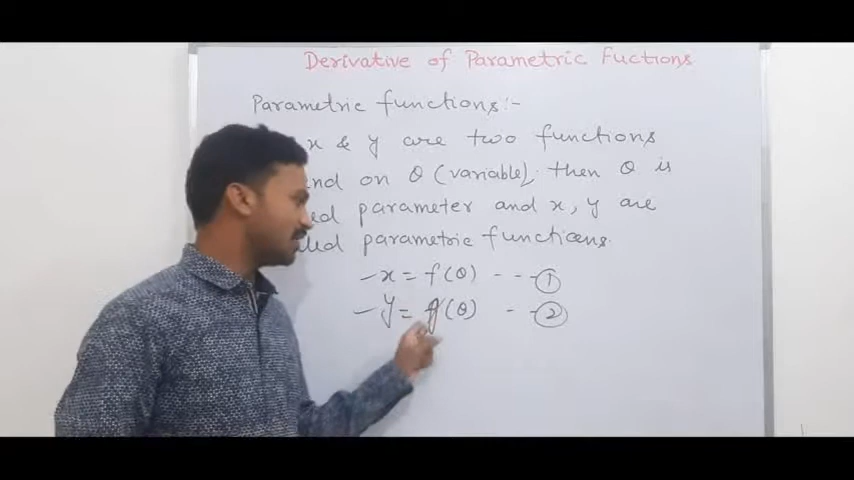 Derivative of Parametric Fuctions
Parametric functions:-
x & y are two functions
on θ (variable), then θ is
parameter and x, y are
parametric functions.
- x = f(θ) - - - ①
- y = g(θ) - - ②